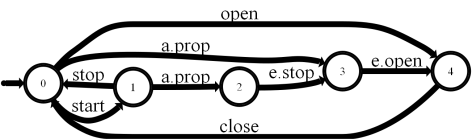 open
a.prop
e.open
0
stop
1
a.prop
2
e.stop
3
4
start
close